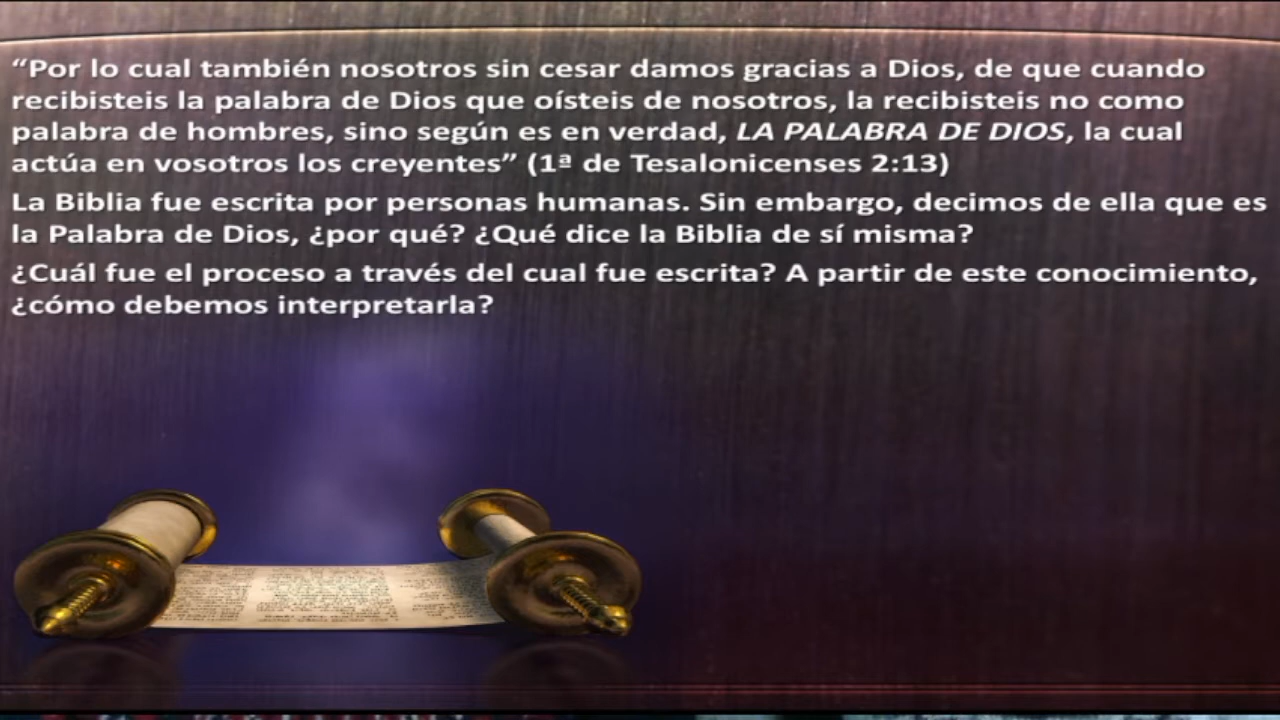 “Por lo cual también nosotros sin cesar damos gracias a Dios, de que cuando
recibisteis la palabra de Dios que oísteis de nosotros, la recibisteis no como
palabra de hombres, sino según es en verdad, LA PALABRA DE DIOS, la cual
actúa en vosotros los creyentes” (1ª de Tesalonicenses 2:13)
La Biblia fue escrita por personas humanas. Sin embargo, decimos de ella que es
la Palabra de Dios, ¿por qué? ¿Qué dice la Biblia de sí misma?
¿Cuál fue el proceso a través del cual fue escrita? A partir de este conocimiento,
¿cómo debemos interpretarla?